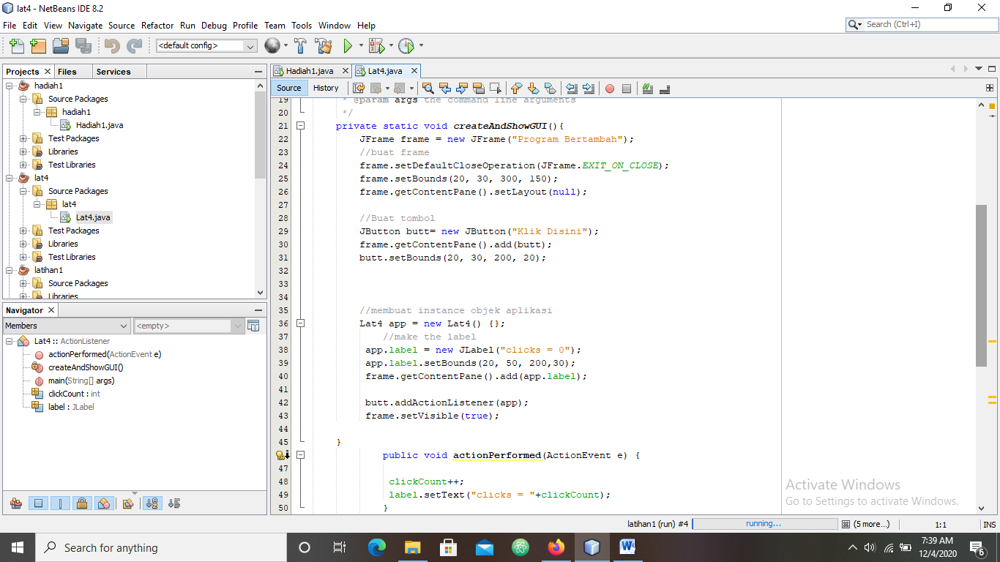 lat4 - NetBeans IDE 8.2
File Edit View Navigate Source Refactor Run Debug Profile Team Tools Window Help
Search (Ctrl+I)
<default config>
Projects Files Services
hadiah1
Source Packages
hadiah1
Hadiah1.java
Test Packages
Libraries
Test Libraries
lat4
Source Packages
lat4
Lat4.java
Test Packages
Libraries
Test Libraries
latihan1
Source Packages
Libraries
Navigator
Members <empty>
Lat4 :: ActionListener
actionPerformed(ActionEvent e)
createAndShowGUI()
main(String[] args)
clickCount : int
label : JLabel
Hadiah1.java Lat4.java
Source History
19 * @param args the command line arguments
20 */
21 private static void createAndShowGUI(){
22 JFrame frame = new JFrame("Program Bertambah");
23 //buat frame
24 frame.setDefaultCloseOperation(JFrame.EXIT_ON_CLOSE);
25 frame.setBounds(20, 30, 300, 150);
26 frame.getContentPane().setLayout(null);
27
28 //Buat tombol
29 JButton butt= new JButton("Klik Disini");
30 frame.getContentPane().add(butt);
31 butt.setBounds(20, 30, 200, 20);
32
33
34
35 //membuat instance objek aplikasi
36 Lat4 app = new Lat4() {};
37 //make the label
38 app.label = new JLabel("clicks = 0");
39 app.label.setBounds(20, 50, 200,30);
40 frame.getContentPane().add(app.label);
41
42 butt.addActionListener(app);
43 frame.setVisible(true);
44
45 }
public void actionPerformed(ActionEvent e) {
47
48 clickCount++;
49 label.setText("clicks = "+clickCount);
50 }
Activate Windows
Go to Settings to activate Windows.
latihan1 (run) #4 running... (5 more...) 1:1 INS
Search for anything
7:39 AM
12/4/2020
6